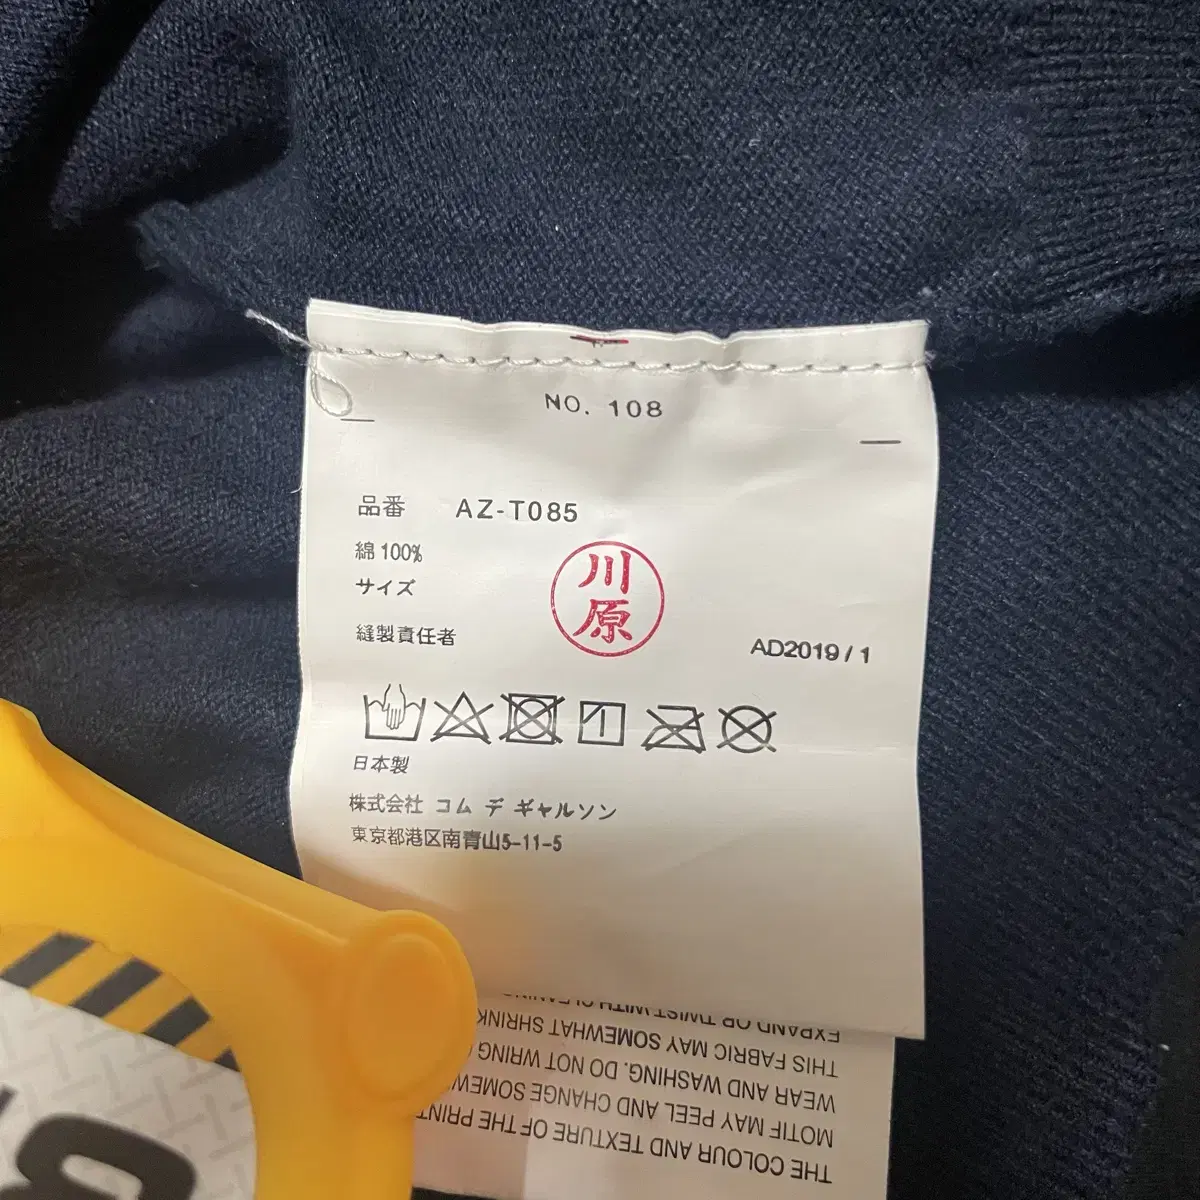 NO. 108
品番 AZ-T085
綿 100%
サイズ
川原
縫製責任者
AD2019/1
日本製
株式会社 コム デ ギャルソン
東京都港区南青山5-11-5
THE COLOUR AND TEXTURE OF THE PRINT
MOTIF MAY PEEL AND CHANGE
WEAR AND WASHING. DO NOT WRING
THIS FABRIC MAY SOMEWHAT SHRINK
EXPAND OR TWIST WITH CLEANING